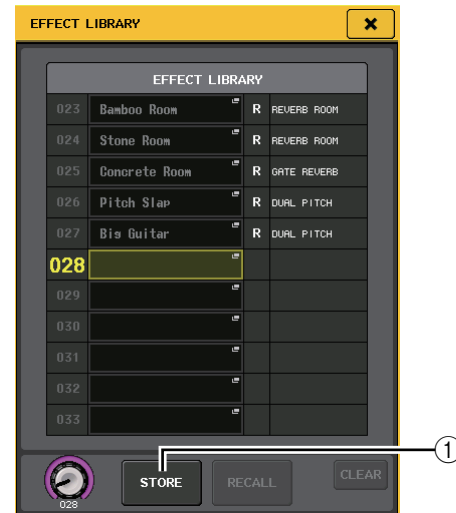 EFFECT LIBRARY
EFFECT LIBRARY
023 Bamboo Room R REVERB ROOM
024 Stone Room R REVERB ROOM
025 Concrete Room R GATE REVERB
026 Pitch Slap R DUAL PITCH
027 Big Guitar R DUAL PITCH
028
029
030
031
032
033
1
028 STORE RECALL CLEAR